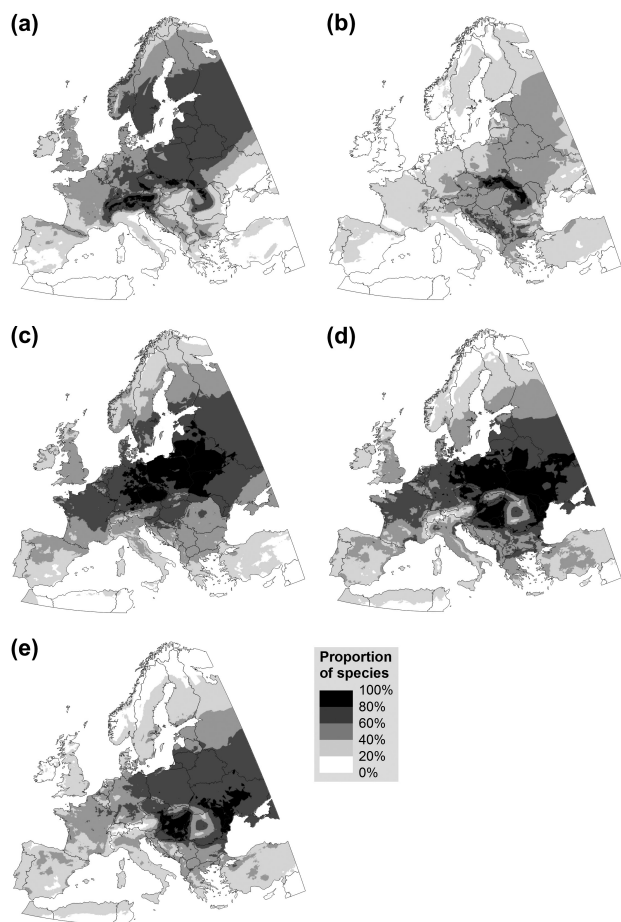 (a)
(b)
(c)
(d)
(e)
Proportion
of species
100%
80%
60%
40%
20%
0%